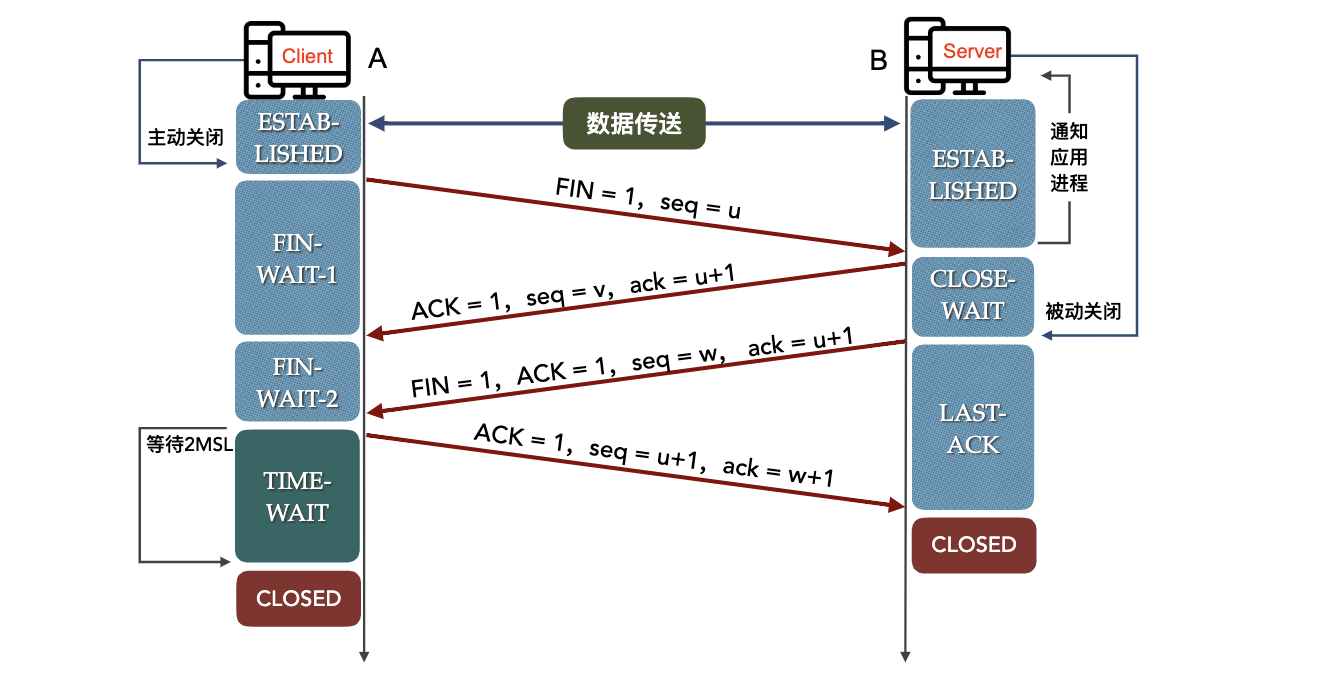 Client
A
B
Server
主动关闭
ESTAB-
LISHED
数据传送
ESTAB-
LISHED
通知
应用
进程
FIN = 1，seq = u
FIN-
WAIT-1
ACK = 1，seq = v，ack = u+1
CLOSE-
WAIT
被动关闭
FIN = 1，ACK = 1，seq = w，ack = u+1
FIN-
WAIT-2
LAST-
ACK
等待2MSL
ACK = 1，seq = u+1，ack = w+1
TIME-
WAIT
CLOSED
CLOSED